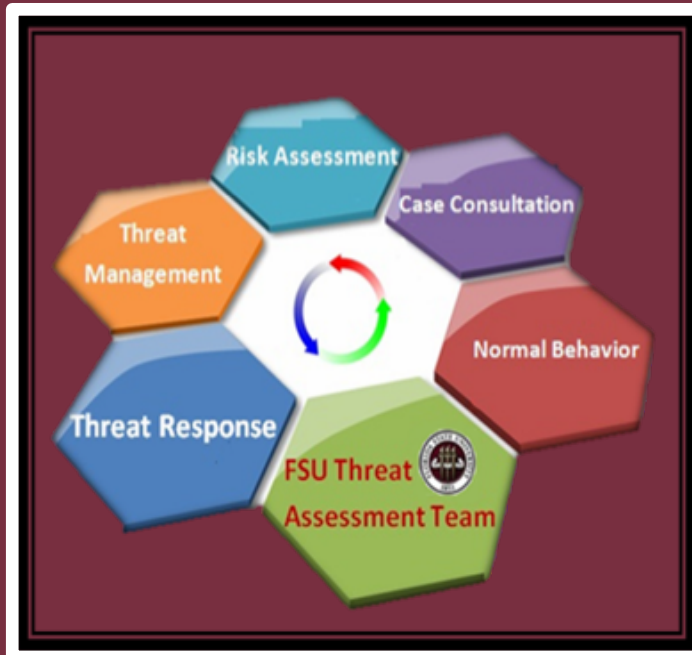 Risk Assessment
Case Consultation
Threat
Management
Normal Behavior
Threat Response
FSU Threat
Assessment Team